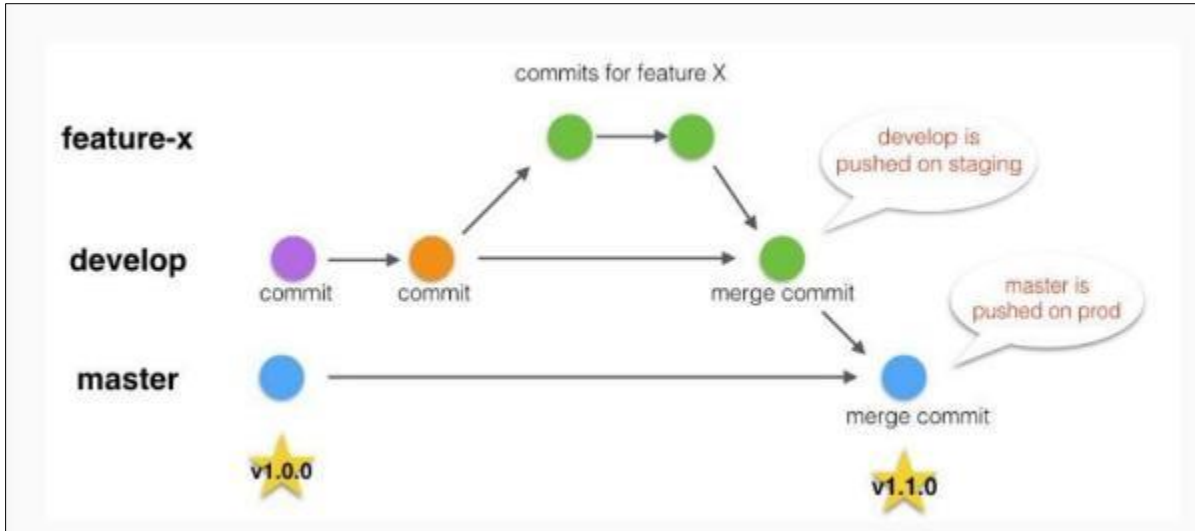 commits for feature X
feature-x
develop is
pushed on staging
develop
commit
commit
merge commit
master is
pushed on prod
master
merge commit
v1.0.0
v1.1.0